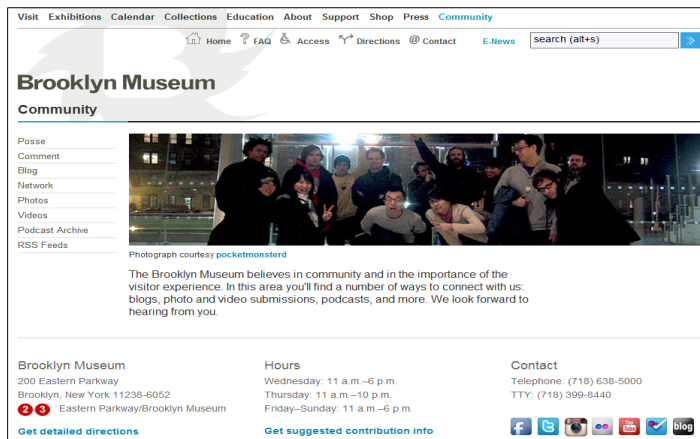 Visit Exhibitions Calendar Collections Education About Support Shop Press Community
Home FAQ Access Directions @ Contact E-News search (alt+s)
Brooklyn Museum
Community
Posse
Comment
Blog
Network
Photos
Videos
Podcast Archive
RSS Feeds
Photograph courtesy pocketmonsterd
The Brooklyn Museum believes in community and in the importance of the
visitor experience. In this area you'll find a number of ways to connect with us:
blogs, photo and video submissions, podcasts, and more. We look forward to
hearing from you.
Brooklyn Museum
200 Eastern Parkway
Brooklyn, New York 11238-6052
2 3 Eastern Parkway/Brooklyn Museum
Get detailed directions
Hours
Wednesday: 11 a.m.–6 p.m.
Thursday: 11 a.m.–10 p.m.
Friday–Sunday: 11 a.m.–6 p.m.
Get suggested contribution info
Contact
Telephone: (718) 638-5000
TTY: (718) 399-8440
You Tube blog